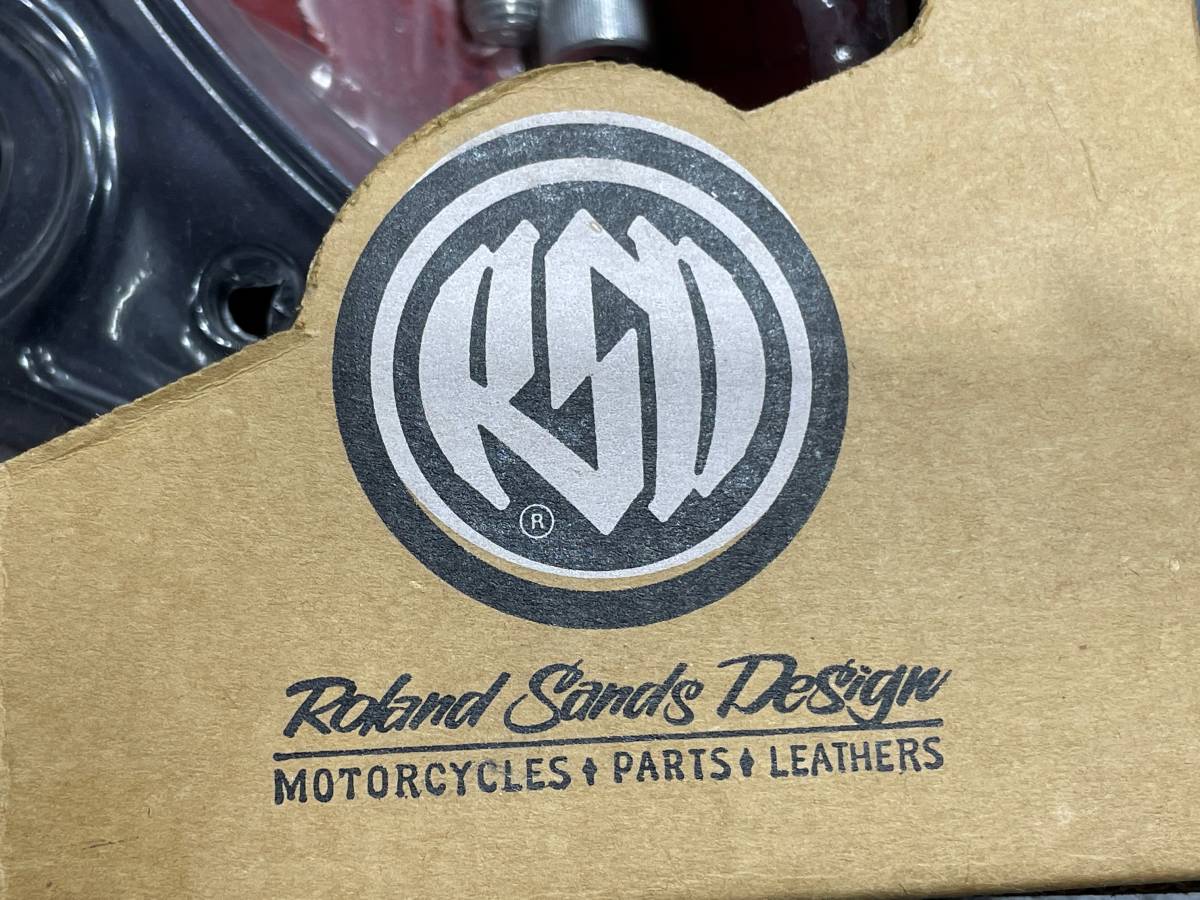 RSD
®
Roland Sands Design
MOTORCYCLES ♦ PARTS ♦ LEATHERS